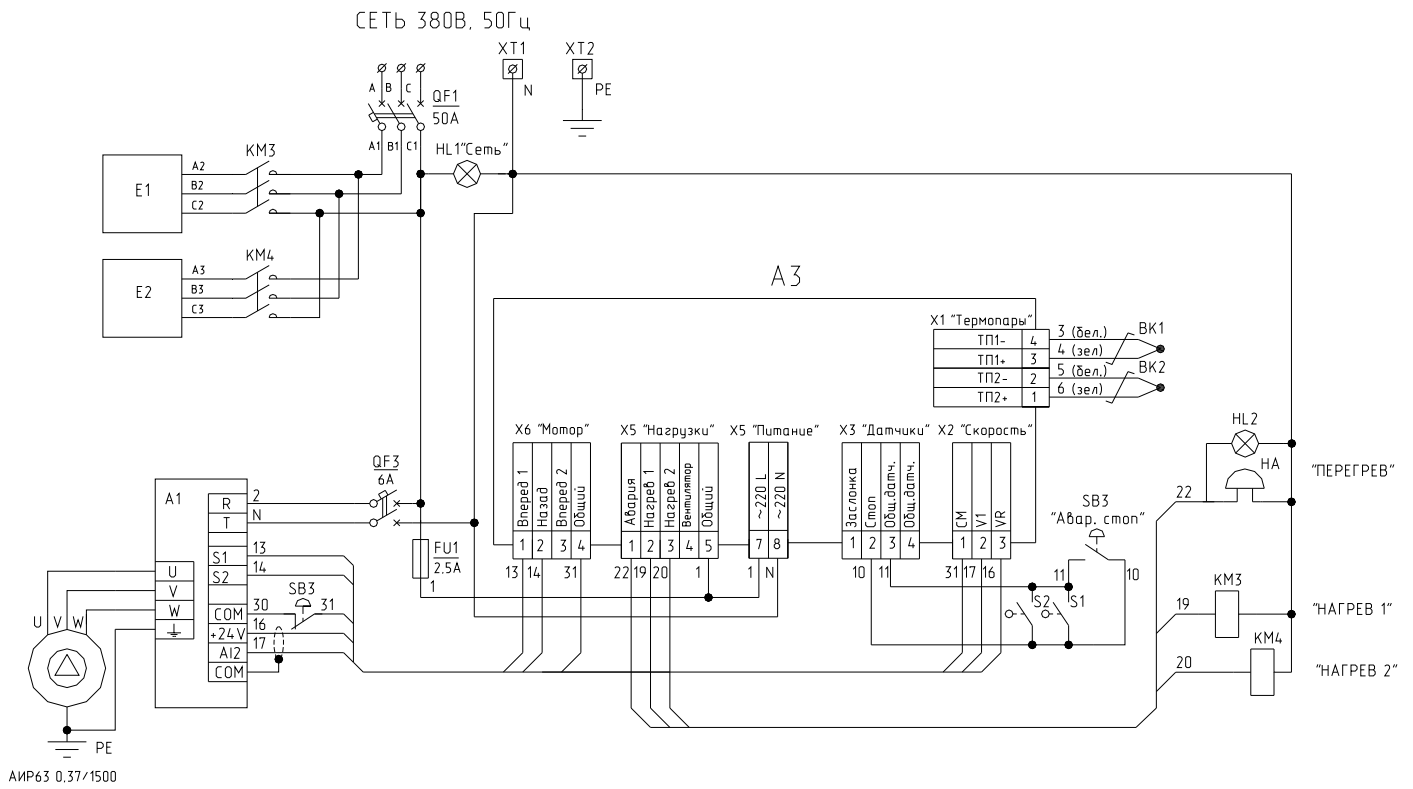 СЕТЬ 380В, 50Гц
XT1
XT2
N
PE
A B C
QF1
50A
A1 B1 C1
HL1"Сеть"
E1
A2
B2
C2
KM3
E2
A3
B3
C3
KM4
A3
X1 "Термопары"
ТП1- 4
ТП1+ 3
ТП2- 2
ТП2+ 1
3 (бел.)
4 (зел)
5 (бел.)
6 (зел)
BK1
BK2
X6 "Мотор"
Вперед 1
Назад
Вперед 2
Общий
1 2 3 4
13 14 31
X5 "Нагрузки"
Авария
Нагрев 1
Нагрев 2
Вентилятор
Общий
1 2 3 4 5
22 19 20 1
X5 "Питание"
~220 L
~220 N
7 8
1 N
X3 "Датчики"
Заслонка
Стоп
Общ.датч.
Общ.датч.
1 2 3 4
10 11
X2 "Скорость"
CM
V1
VR
1 2 3
31 17 16
HL2
HA
"ПЕРЕГРЕВ"
22
SB3
"Авар. стоп"
11
10
S2
S1
KM3
19
"НАГРЕВ 1"
KM4
20
"НАГРЕВ 2"
QF3
6A
FU1
2,5A
1
A1
R 2
T N
S1 13
S2 14
COM 30
SB3
31
+24V 16
AI2 17
COM
U
V
W
U V W
PE
АИР63 0,37/1500